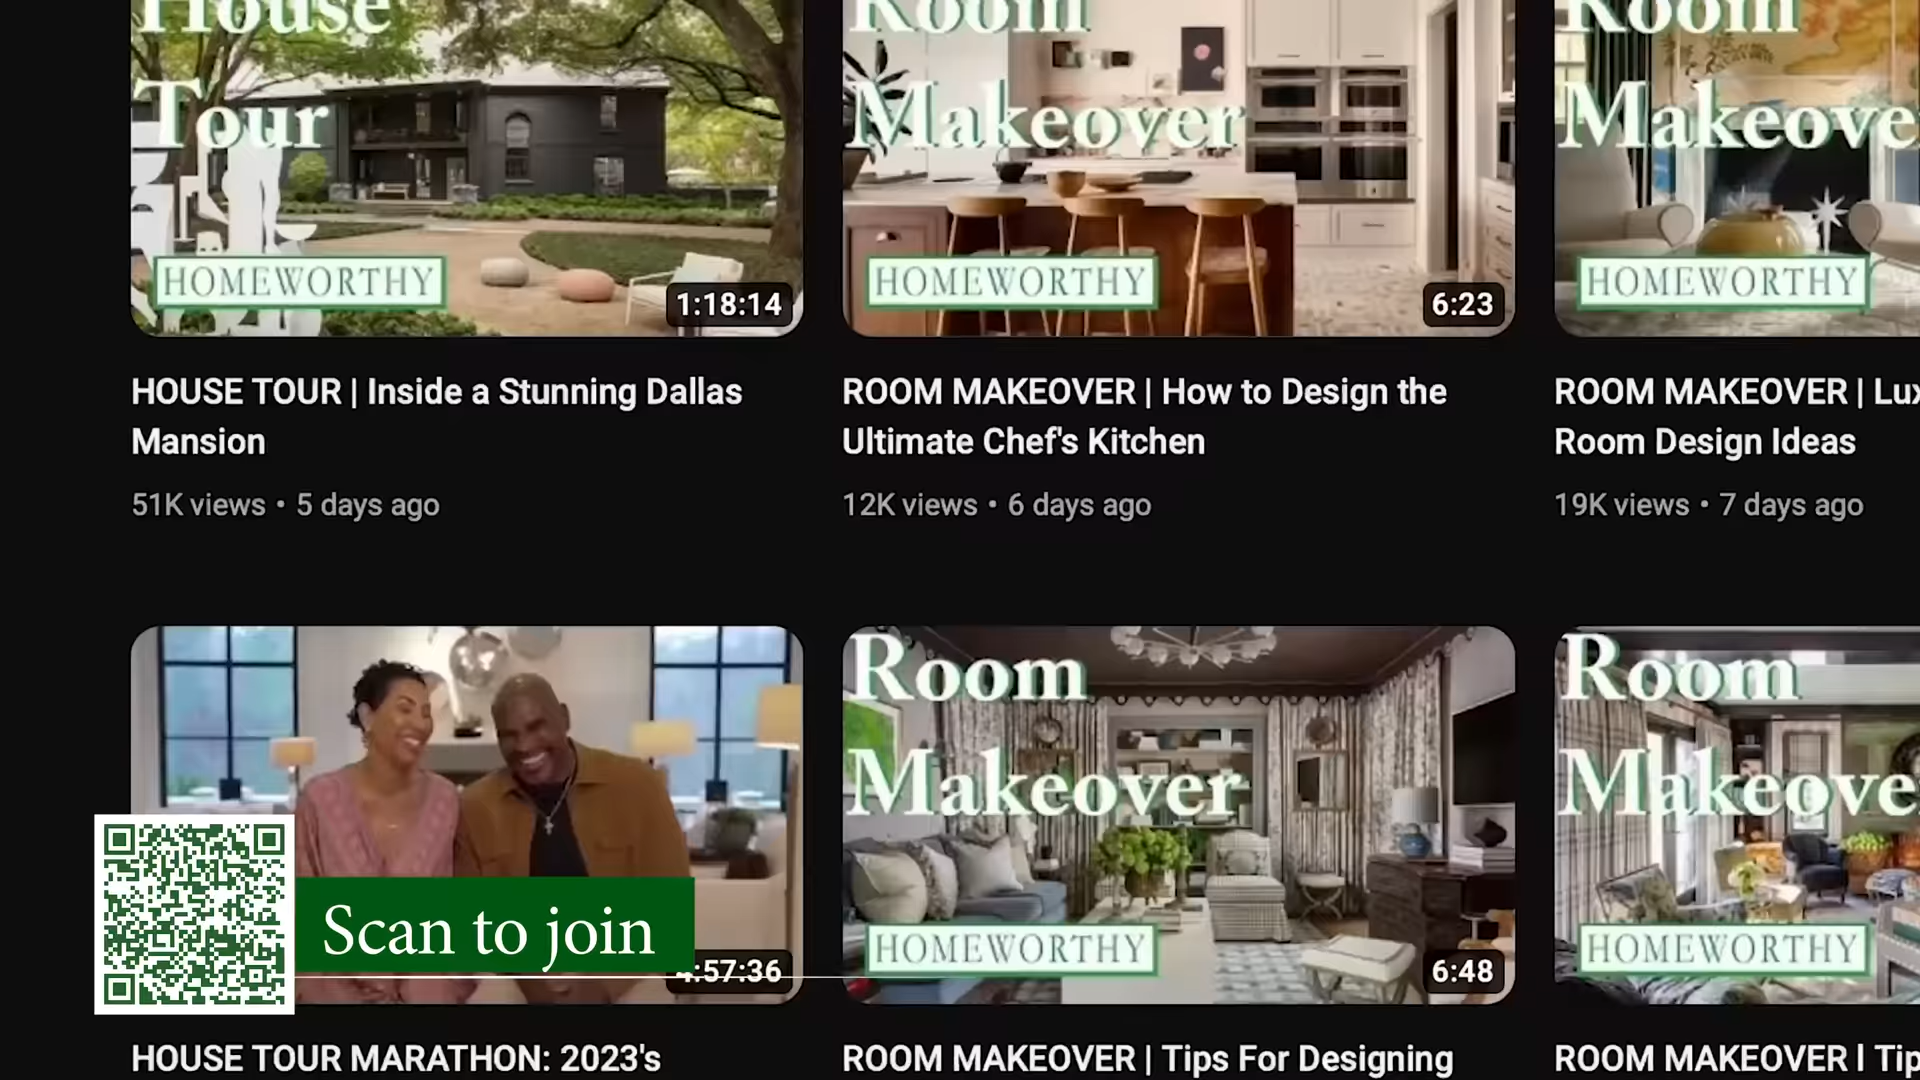 House
Tour
HOMEWORTHY
1:18:14
Room
Makeover
HOMEWORTHY
6:23
Room
Makeove
HOMEWORTHY
HOUSE TOUR | Inside a Stunning Dallas
Mansion
51K views • 5 days ago
ROOM MAKEOVER | How to Design the
Ultimate Chef's Kitchen
12K views • 6 days ago
ROOM MAKEOVER | Lux
Room Design Ideas
19K views • 7 days ago
Scan to join
4:57:36
Room
Makeover
HOMEWORTHY
6:48
Room
Makeove
HOMEWORTHY
HOUSE TOUR MARATHON: 2023's
ROOM MAKEOVER | Tips For Designing
ROOM MAKEOVER l Tip